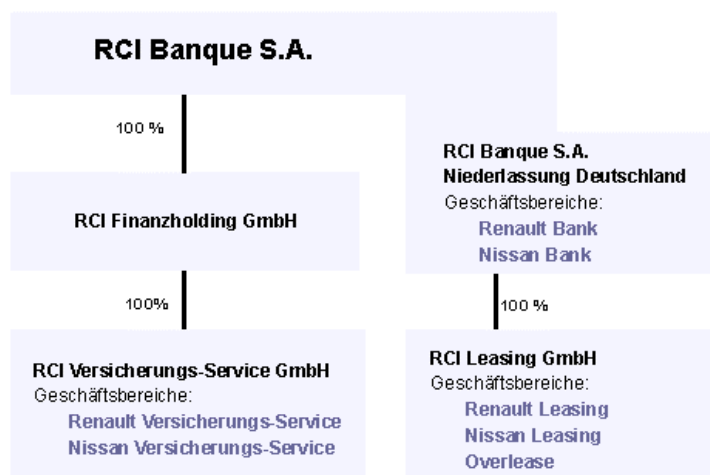 RCI Banque S.A.
100 %
RCI Finanzholding GmbH
100%
RCI Versicherungs-Service GmbH
Geschäftsbereiche:
Renault Versicherungs-Service
Nissan Versicherungs-Service
RCI Banque S.A.
Niederlassung Deutschland
Geschäftsbereiche:
Renault Bank
Nissan Bank
100 %
RCI Leasing GmbH
Geschäftsbereiche:
Renault Leasing
Nissan Leasing
Overlease